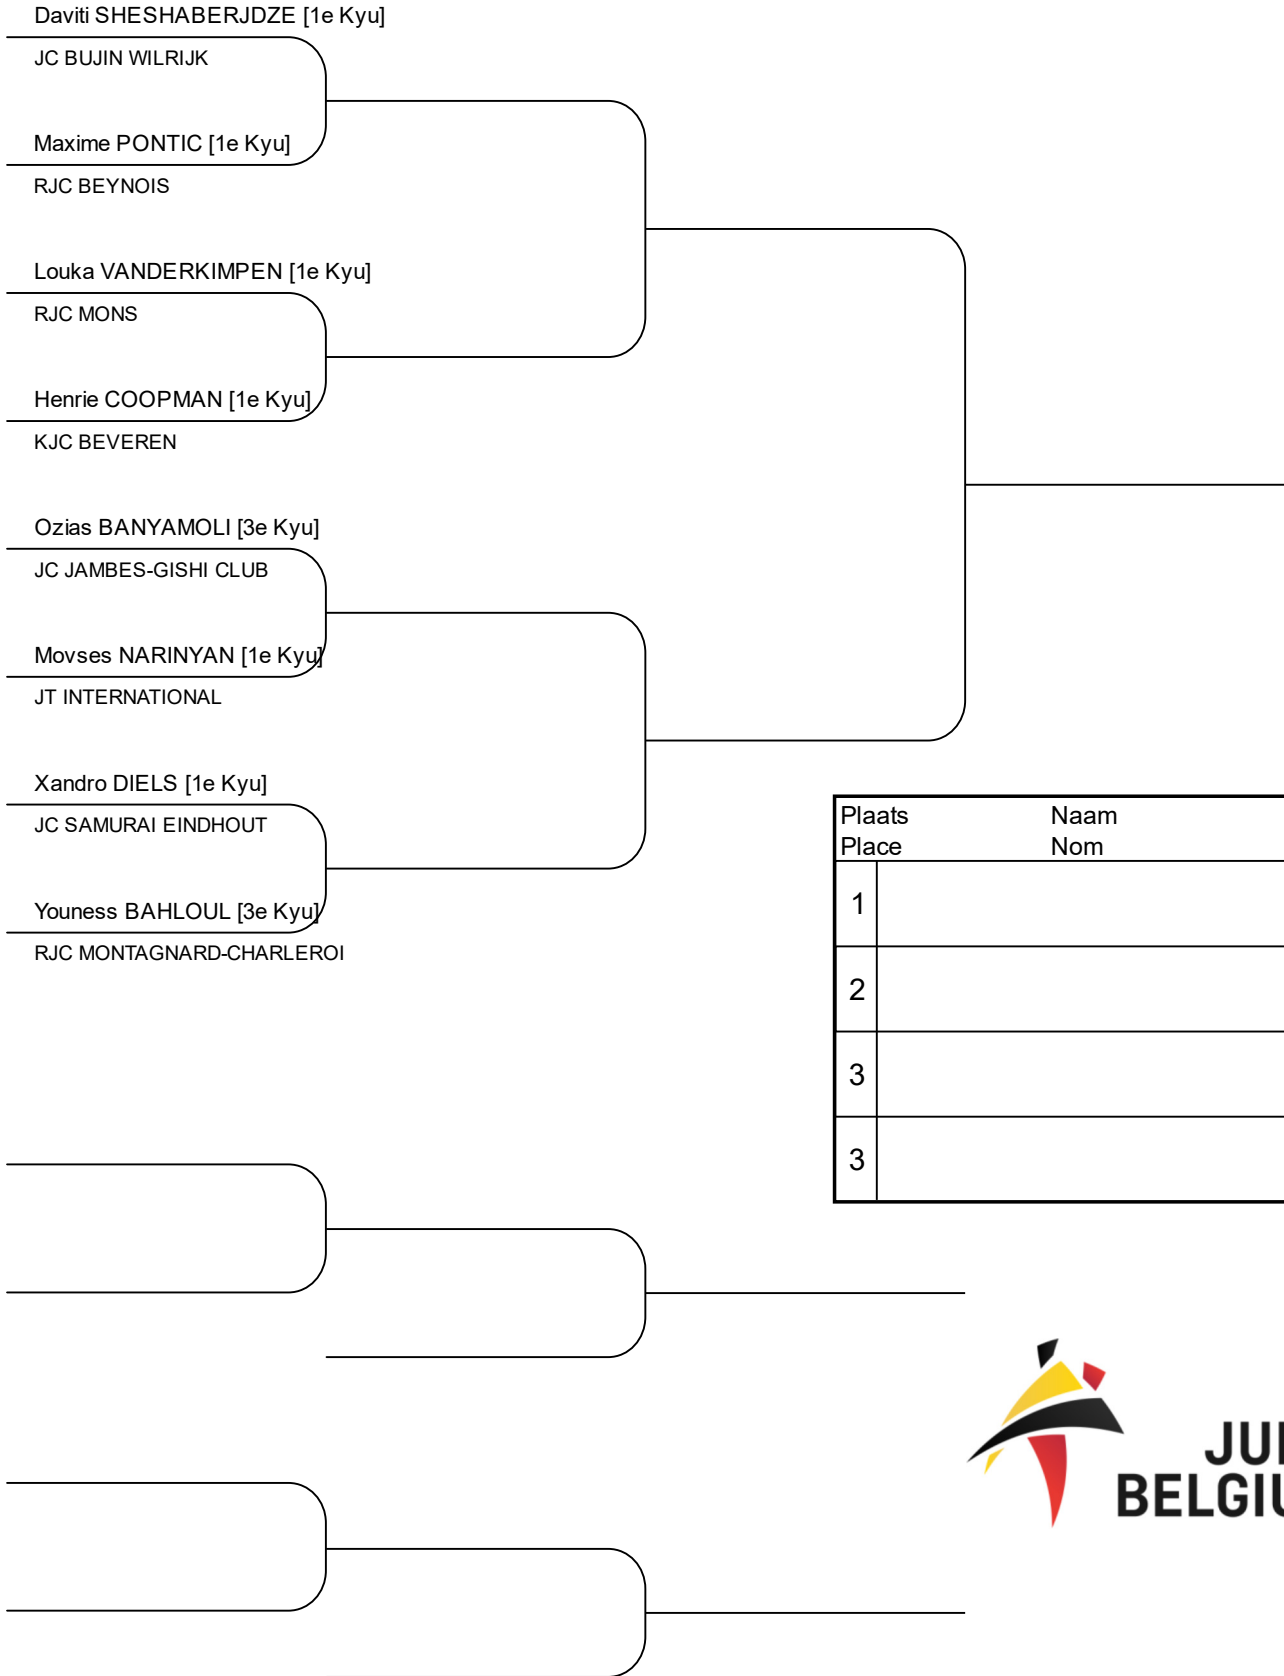 Daviti SHESHABERJDZE [1e Kyu]
JC BUJIN WILRIJK
Maxime PONTIC [1e Kyu]
RJC BEYNOIS
Louka VANDERKIMPEN [1e Kyu]
RJC MONS
Henrie COOPMAN [1e Kyu]
KJC BEVEREN
Ozias BANYAMOLI [3e Kyu]
JC JAMBES-GISHI CLUB
Movses NARINYAN [1e Kyu]
JT INTERNATIONAL
Xandro DIELS [1e Kyu]
JC SAMURAI EINDHOUT
Youness BAHLOUL [3e Kyu]
RJC MONTAGNARD-CHARLEROI
Plaats Naam
Place Nom
1
2
3
3